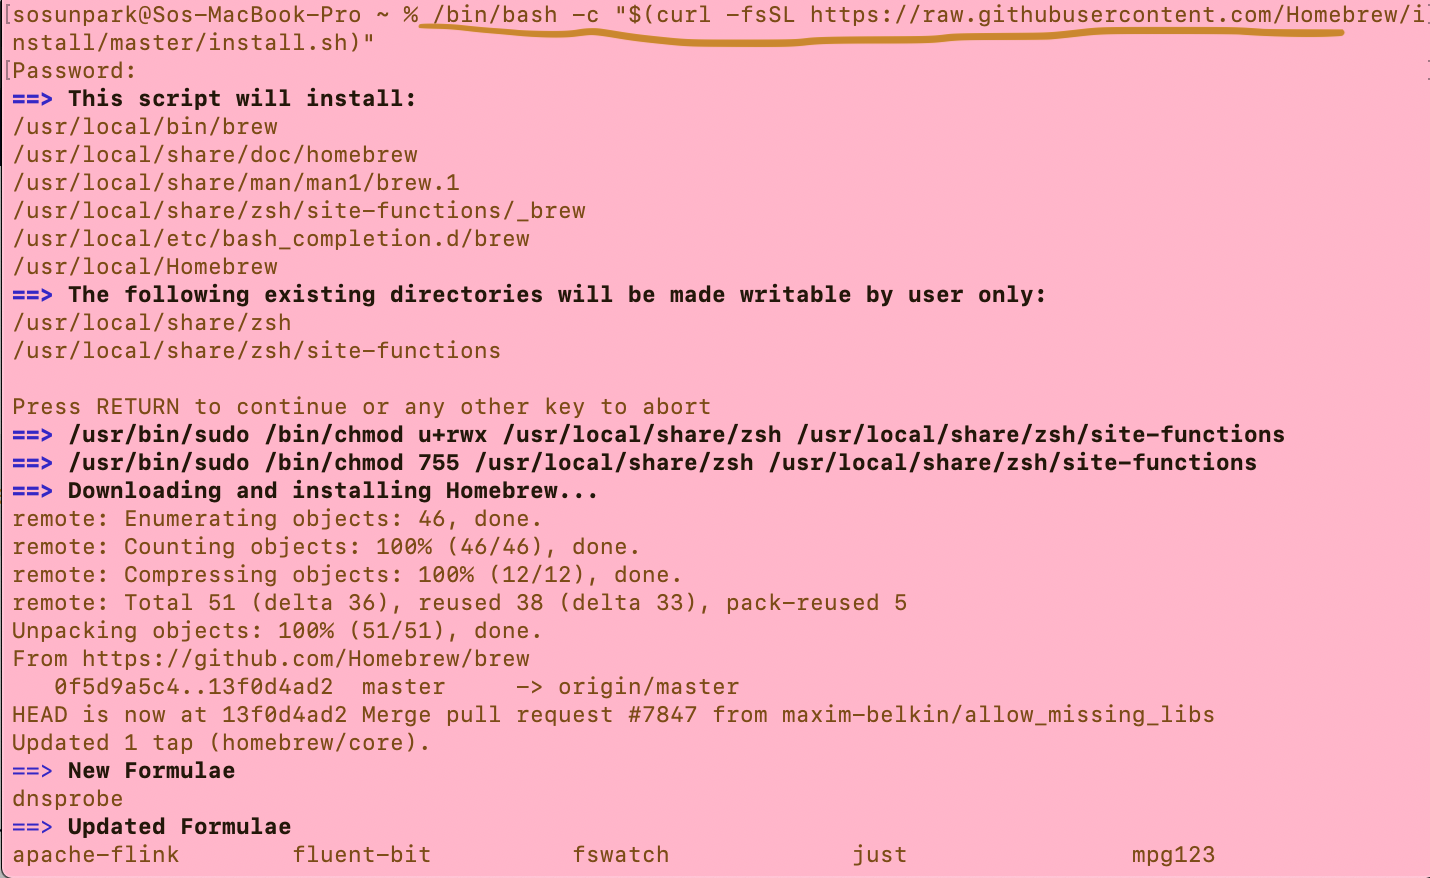 [sosunpark@Sos-MacBook-Pro ~ % /bin/bash -c "$(curl -fsSL https://raw.githubusercontent.com/Homebrew/i]
nstall/master/install.sh)"
[Password:                                                                                             ]
==> This script will install:
/usr/local/bin/brew
/usr/local/share/doc/homebrew
/usr/local/share/man/man1/brew.1
/usr/local/share/zsh/site-functions/_brew
/usr/local/etc/bash_completion.d/brew
/usr/local/Homebrew
==> The following existing directories will be made writable by user only:
/usr/local/share/zsh
/usr/local/share/zsh/site-functions

Press RETURN to continue or any other key to abort
==> /usr/bin/sudo /bin/chmod u+rwx /usr/local/share/zsh /usr/local/share/zsh/site-functions
==> /usr/bin/sudo /bin/chmod 755 /usr/local/share/zsh /usr/local/share/zsh/site-functions
==> Downloading and installing Homebrew...
remote: Enumerating objects: 46, done.
remote: Counting objects: 100% (46/46), done.
remote: Compressing objects: 100% (12/12), done.
remote: Total 51 (delta 36), reused 38 (delta 33), pack-reused 5
Unpacking objects: 100% (51/51), done.
From https://github.com/Homebrew/brew
   0f5d9a5c4..13f0d4ad2  master     -> origin/master
HEAD is now at 13f0d4ad2 Merge pull request #7847 from maxim-belkin/allow_missing_libs
Updated 1 tap (homebrew/core).
==> New Formulae
dnsprobe
==> Updated Formulae
apache-flink        fluent-bit          fswatch             just                mpg123